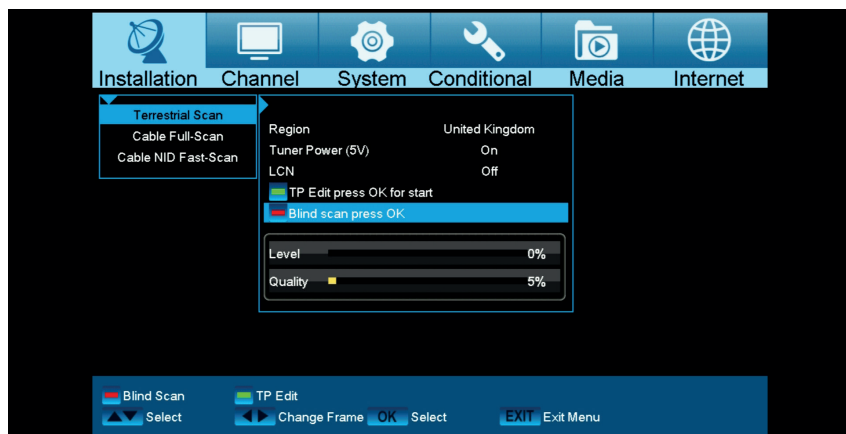 Installation Channel System Conditional Media Internet
Terrestrial Scan
Cable Full-Scan
Cable NID Fast-Scan
Region United Kingdom
Tuner Power (5V) On
LCN Off
TP Edit press OK for start
Blind scan press OK
Level 0%
Quality 5%
Blind Scan TP Edit
Select Change Frame OK Select EXIT Exit Menu